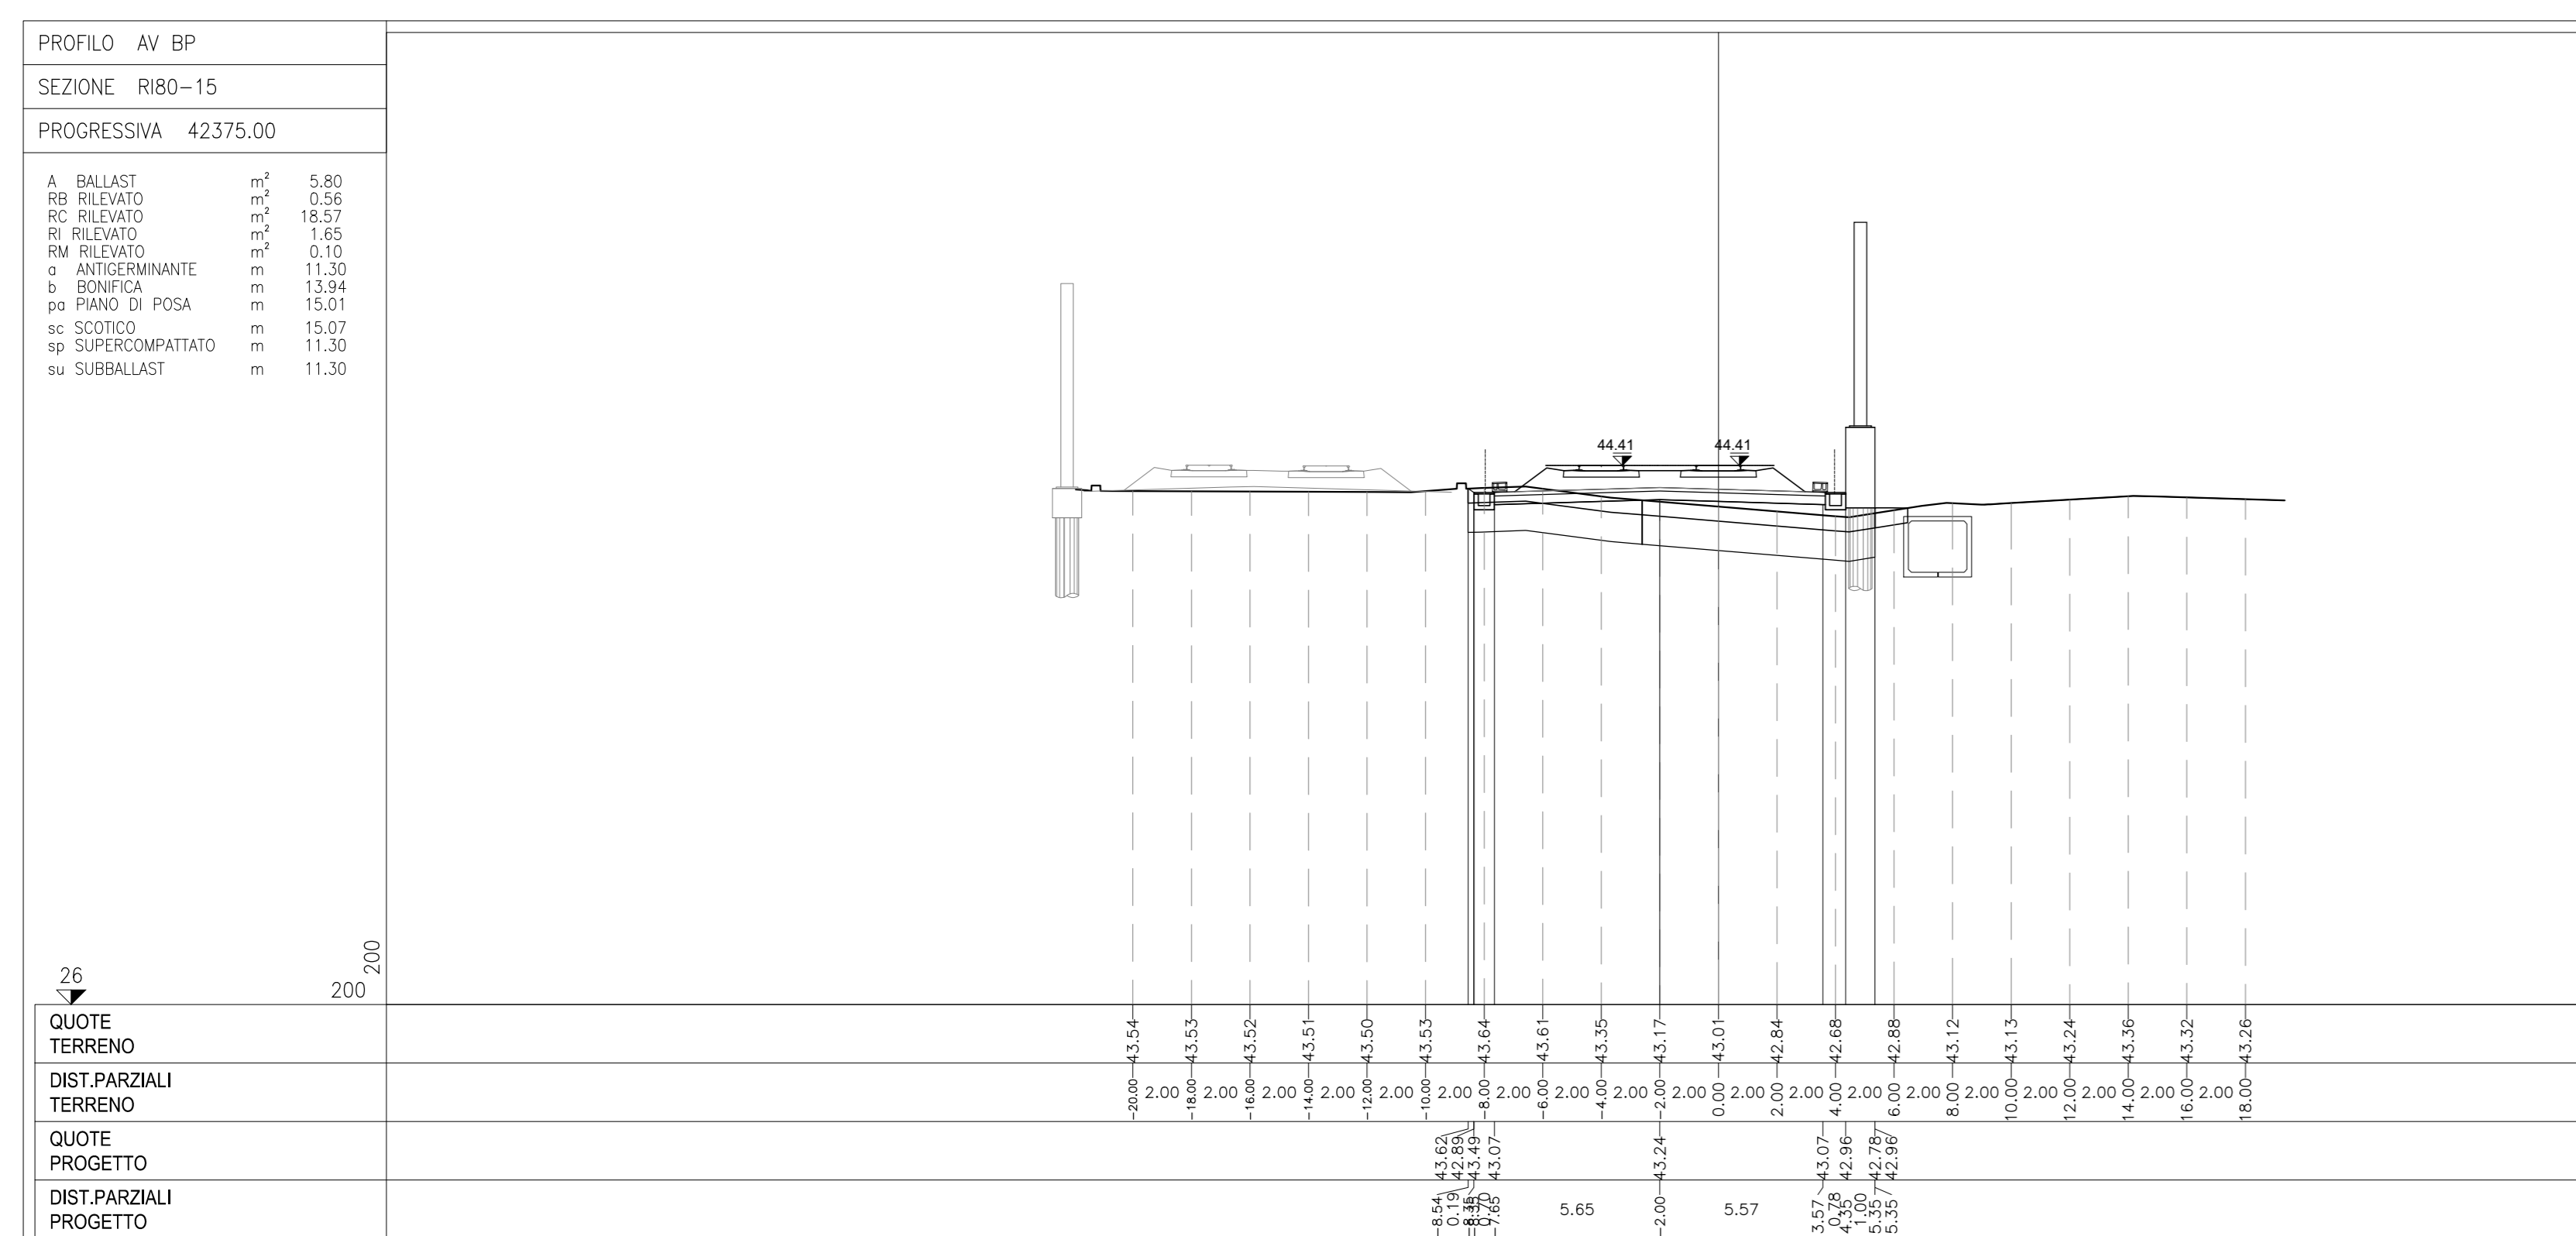 PROFILO AV BP
SEZIONE RI80-15
PROGRESSIVA 42375.00
A BALLAST m² 5.80
RB RILEVATO m² 0.56
RC RILEVATO m² 18.57
RI RILEVATO m² 1.65
RM RILEVATO m² 0.10
a ANTIGERMINANTE m 11.30
b BONIFICA m 13.94
pa PIANO DI POSA m 15.01
sc SCOTICO m 15.07
sp SUPERCOMPATTATO m 11.30
su SUBBALLAST m 11.30
44.41 44.41
200
26
200
QUOTE
TERRENO
43.54 43.53 43.52 43.51 43.50 43.53 43.64 43.61 43.35 43.17 43.01 42.84 42.68 42.88 43.12 43.13 43.24 43.36 43.32 43.26
DIST.PARZIALI
TERRENO
-20.00 2.00 -18.00 2.00 -16.00 2.00 -14.00 2.00 -12.00 2.00 -10.00 2.00 -8.00 2.00 -6.00 2.00 -4.00 2.00 -2.00 2.00 0.00 2.00 2.00 2.00 4.00 2.00 6.00 2.00 8.00 2.00 10.00 2.00 12.00 2.00 14.00 2.00 16.00 2.00 18.00
QUOTE
PROGETTO
43.62 42.89 43.49 43.07 43.24 43.07 42.96 42.78 42.96
DIST.PARZIALI
PROGETTO
-8.54 0.19 0.70 -7.65 5.65 -2.00 5.57 3.57 0.78 4.35 1.00 5.35 5.35